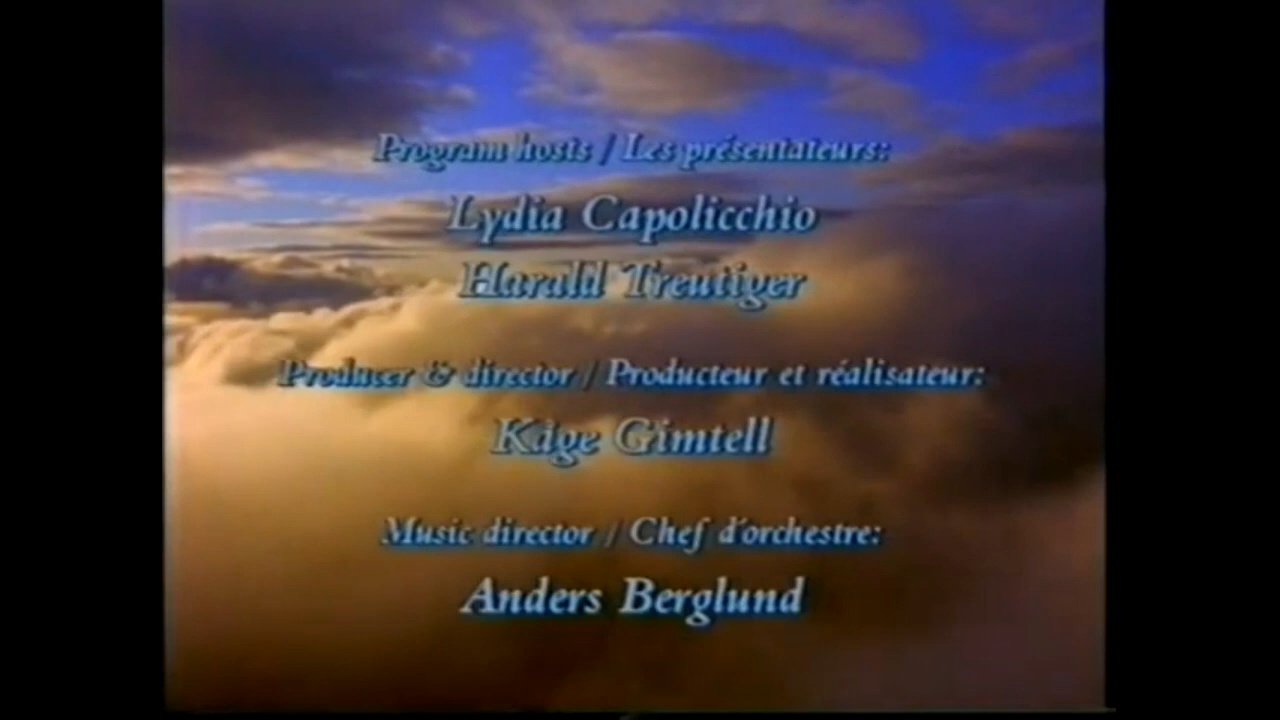 Program hosts / Les présentateurs:
Lydia Capolicchio
Harald Treutiger
Producer & director / Producteur et réalisateur:
Kåge Gimtell
Music director / Chef d'orchestre:
Anders Berglund